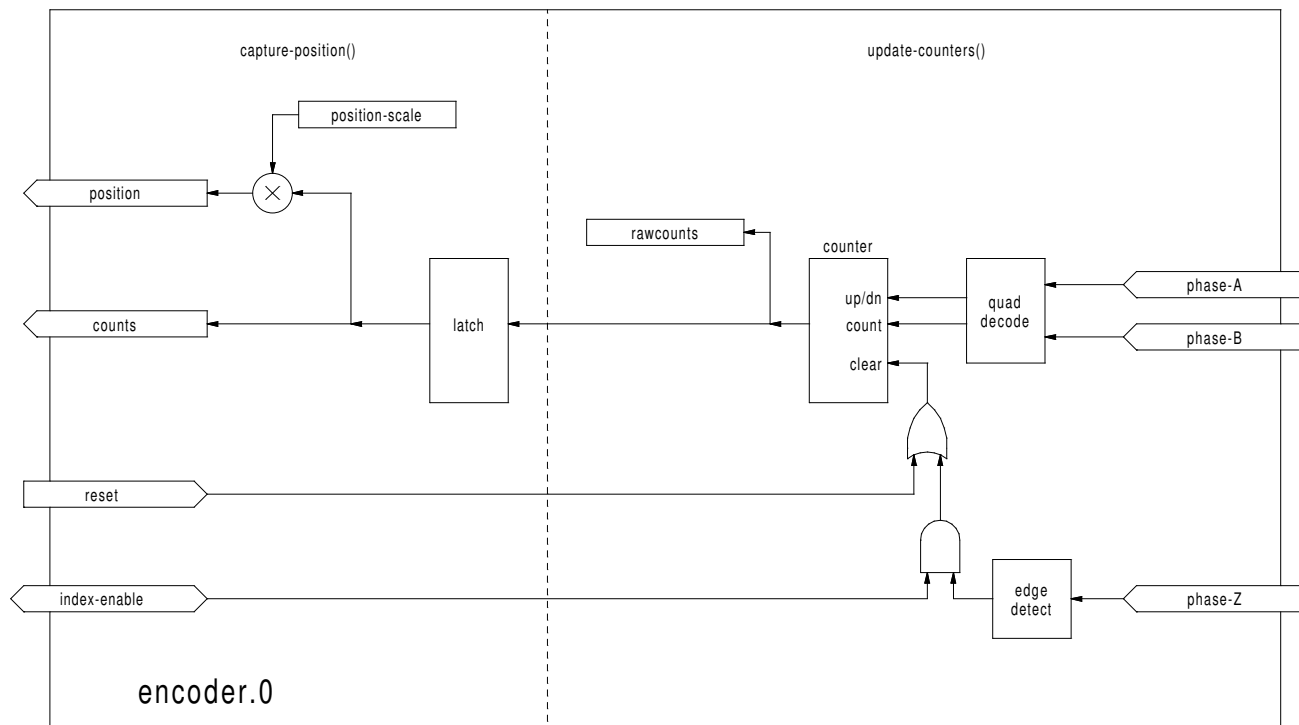 capture-position()
update-counters()
position-scale
position
rawcounts
counter
phase-A
up/dn
quad
decode
counts
latch
count
phase-B
clear
reset
index-enable
edge
detect
phase-Z
encoder.0